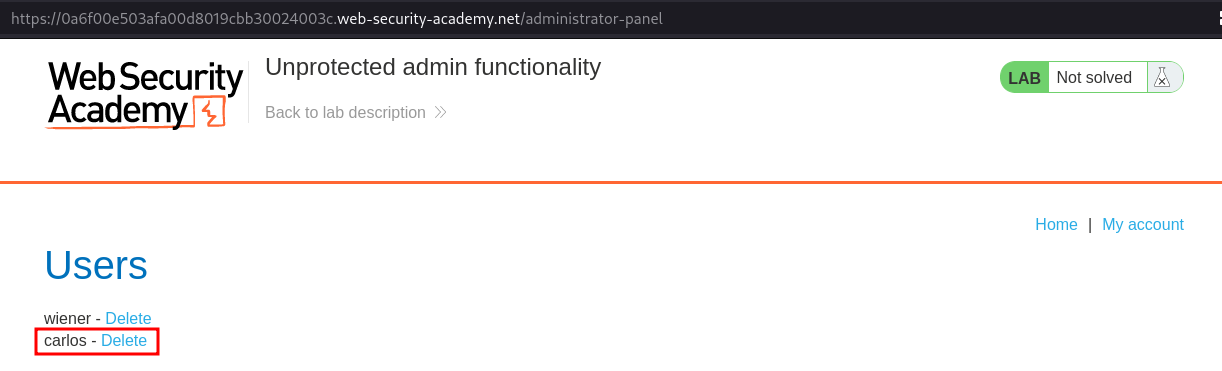 https://0a6f00e503afa00d8019cbb30024003c.web-security-academy.net/administrator-panel
Web Security
Academy
Unprotected admin functionality
Back to lab description
LAB Not solved
Home | My account
Users
wiener - Delete
carlos - Delete